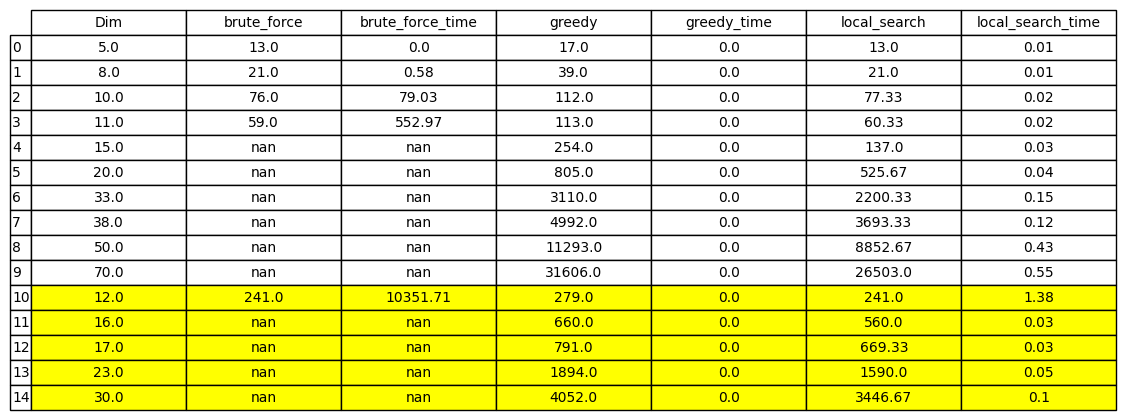 Dim brute_force brute_force_time greedy greedy_time local_search local_search_time
0 5.0 13.0 0.0 17.0 0.0 13.0 0.01
1 8.0 21.0 0.58 39.0 0.0 21.0 0.01
2 10.0 76.0 79.03 112.0 0.0 77.33 0.02
3 11.0 59.0 552.97 113.0 0.0 60.33 0.02
4 15.0 nan nan 254.0 0.0 137.0 0.03
5 20.0 nan nan 805.0 0.0 525.67 0.04
6 33.0 nan nan 3110.0 0.0 2200.33 0.15
7 38.0 nan nan 4992.0 0.0 3693.33 0.12
8 50.0 nan nan 11293.0 0.0 8852.67 0.43
9 70.0 nan nan 31606.0 0.0 26503.0 0.55
10 12.0 241.0 10351.71 279.0 0.0 241.0 1.38
11 16.0 nan nan 660.0 0.0 560.0 0.03
12 17.0 nan nan 791.0 0.0 669.33 0.03
13 23.0 nan nan 1894.0 0.0 1590.0 0.05
14 30.0 nan nan 4052.0 0.0 3446.67 0.1